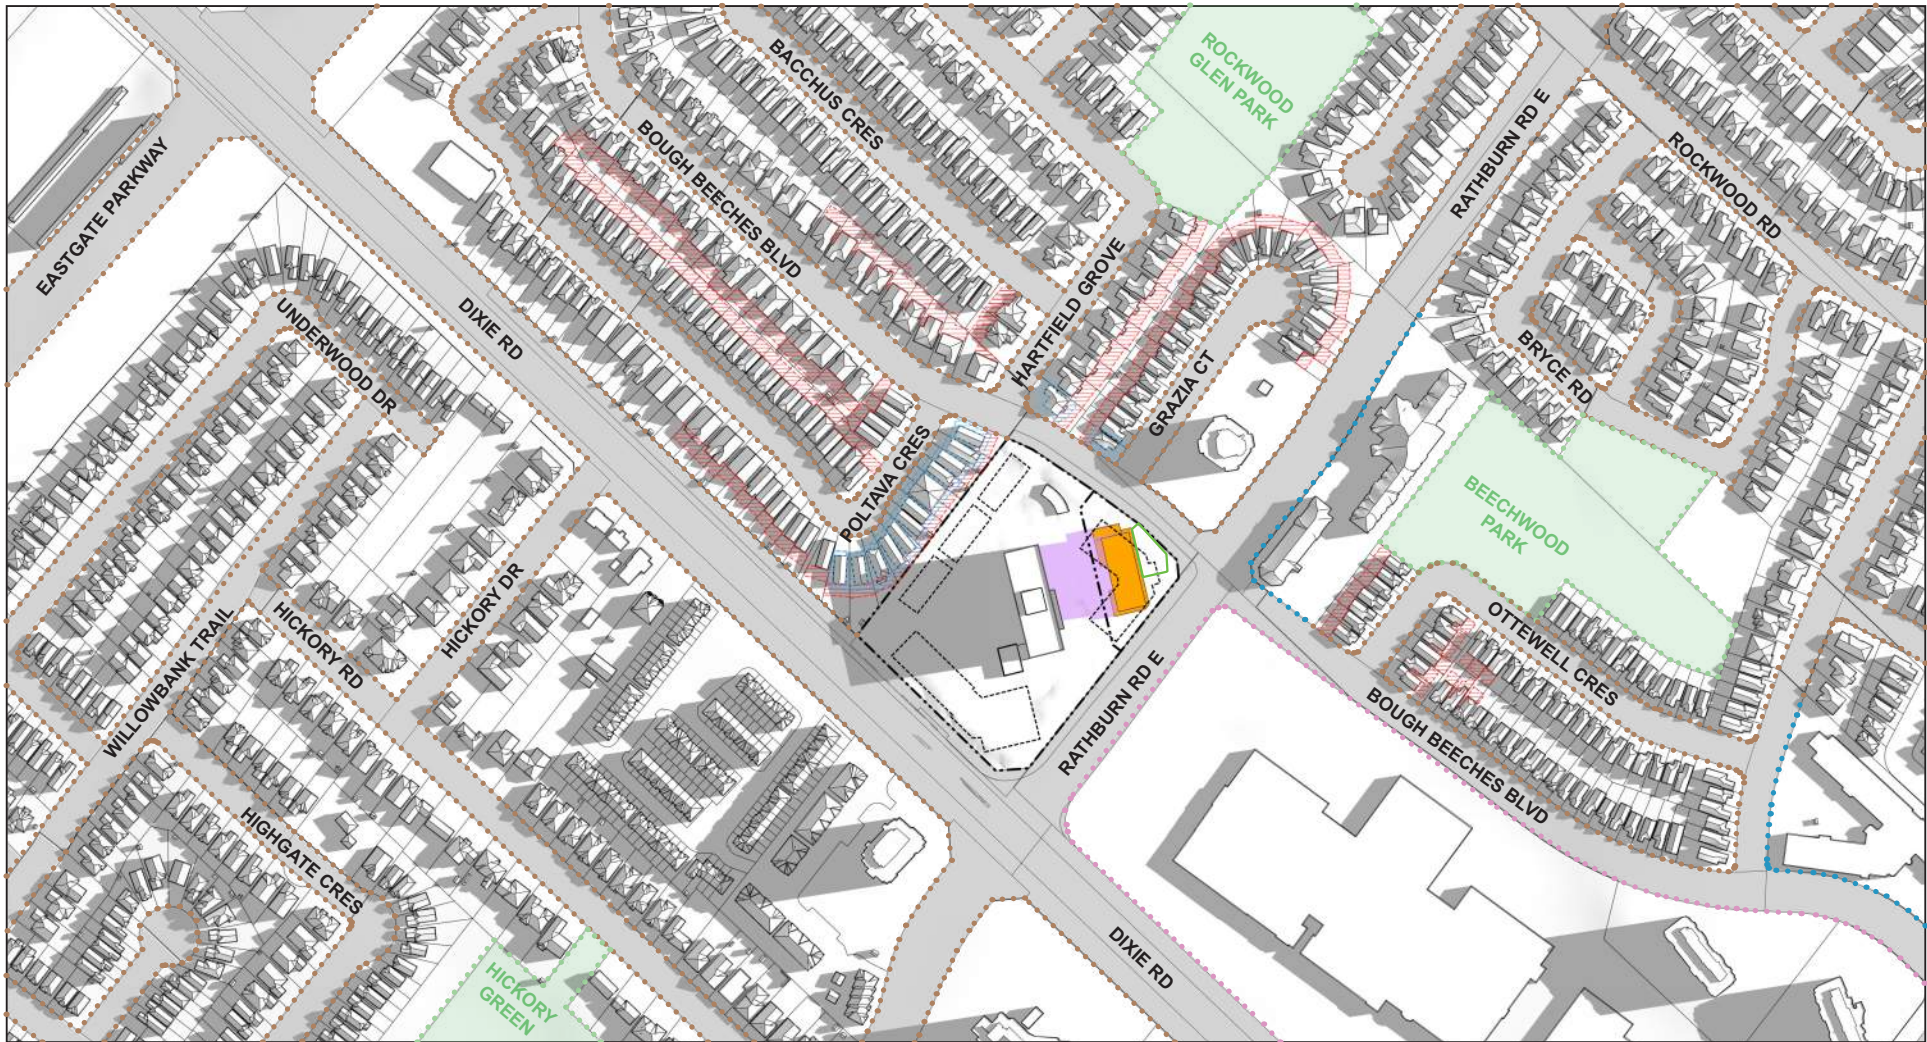 ROCKWOOD
GLEN PARK
BACCHUS CRES
RATHBURN RD E
ROCKWOOD RD
EASTGATE PARKWAY
BOUGH BEECHES BLVD
HARTFIELD GROVE
UNDERWOOD DR
DIXIE RD
GRAZIA CT
BRYCE RD
POLTAVA CRES
BEECHWOOD
PARK
HICKORY DR
OTTEWELL CRES
WILLOWBANK TRAIL
HICKORY RD
RATHBURN RD E
BOUGH BEECHES BLVD
HIGHGATE CRES
DIXIE RD
HICKORY
GREEN